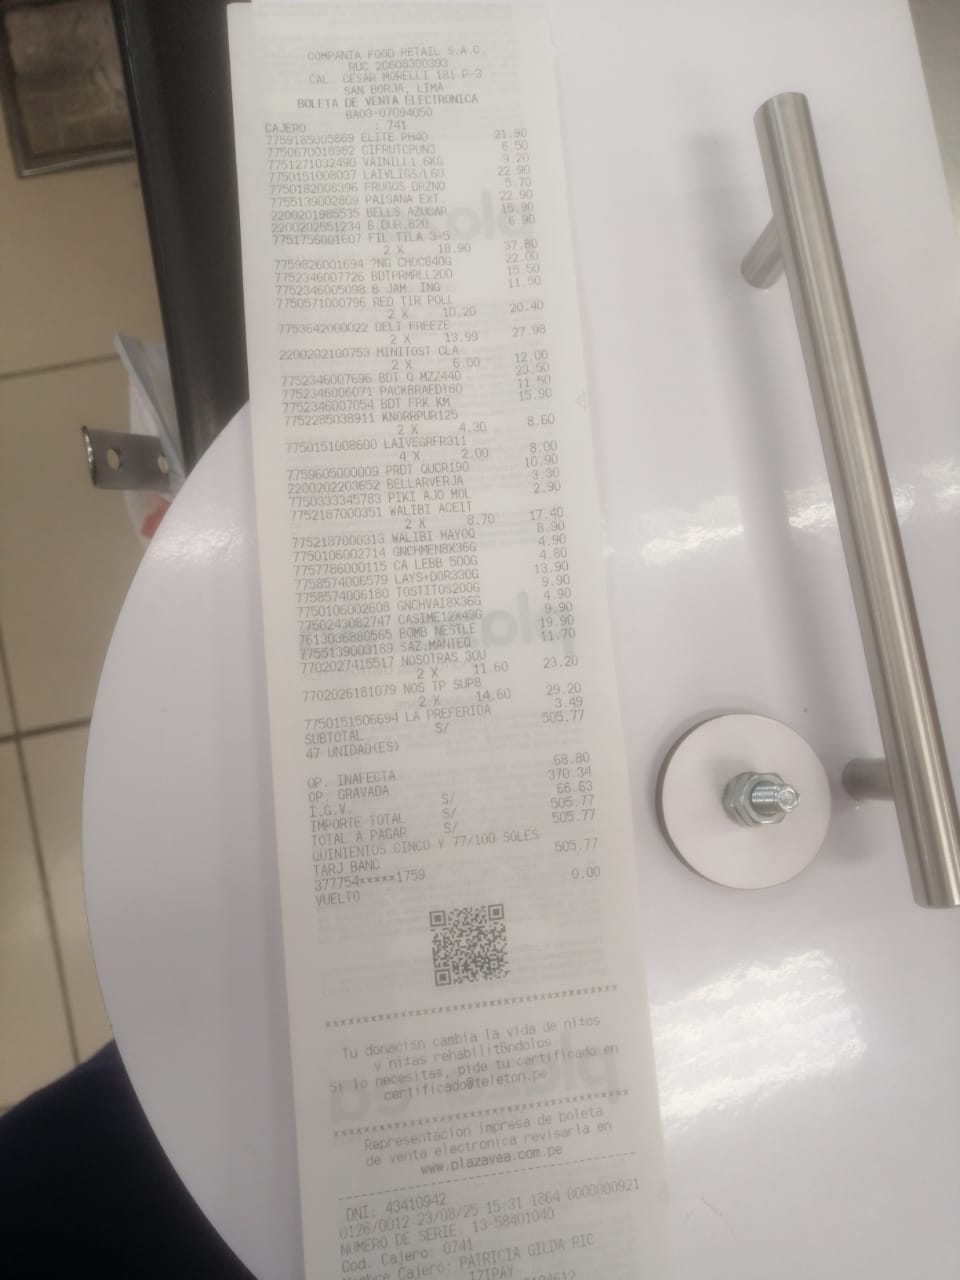 COMPANIA FOOD RETAIL S.A.C.
RUC 20608300393
CAL. CESAR MORELLI 181 P-3
SAN BORJA, LIMA
BOLETA DE VENTA ELECTRONICA
BA03-07094050
CAJERO : 741
7759185005869 ELITE PH40 21.90
7750670018982 CIFRUTCPUN3 6.50
7751271032490 VAINILL1.6KG 9.20
7750151008037 LAIVLIGS/L6U 22.90
7750182008396 FRUGOS DRZNO 5.70
7755139002809 PAISANA EXT. 22.90
2200201985535 BELLS AZUCAR 15.90
2200202551234 B.DUR.820 6.90
7751756001607 FIL TILA 3-5
2 X 18.90 37.80
7759826001694 ?NG CHOC840G 22.00
7752346007726 BDTPRMRLL200 15.50
7752346005098 B.JAM. ING 11.50
7750571000796 REO TIR POLL
2 X 10.20 20.40
7753642000022 DELI FREEZE
2 X 13.99 27.98
2200202100753 MINITOST CLA
2 X 6.00 12.00
7752346007696 BDT Q MZZ440 23.50
7752346006071 PACKBRAED160 11.50
7752346007054 BDT FRK KM 15.90
7752285038911 KNORRPUR125
2 X 4.30 8.60
7750151008600 LAIVEGRFR311
4 X 2.00 8.00
7759605000009 PRDT QUCR190 10.90
2200202203652 BELLARVERJA 3.30
7750333345783 PIKI AJO MOL 2.90
7752187000351 WALIBI ACEIT
2 X 8.70 17.40
7752187000313 WALIBI MAYOQ 8.90
7750106002714 GNCHMEN8X36G 4.90
7757786000115 CA LEBB 500G 4.80
7758574006579 LAYS+DOR330G 13.90
7758574006180 TOSTITOS200G 9.90
7750106002608 GNCHVAI8X36G 4.90
7750243082747 CASIME12X43G 9.90
7613036880565 BOMB NESTLE 19.90
7755139003189 SAZ.MANTEQ 11.70
7702027415517 NOSOTRAS 30U
2 X 11.60 23.20
7702026181079 NOS TP SUP8
2 X 14.60 29.20
7750151506694 LA PREFERIDA 3.49
SUBTOTAL S/ 505.77
47 UNIDAD(ES)
OP. INAFECTA 68.80
OP. GRAVADA 370.34
I.G.V. S/ 66.63
IMPORTE TOTAL S/ 505.77
TOTAL A PAGAR S/ 505.77
QUINIENTOS CINCO Y 77/100 SOLES
TARJ BANC 505.77
377754*****1759
VUELTO 0.00
Tu donacisn cambia la vida de nitos
y nitas rehabilitßndolos.
Si lo necesitas, pide tu certificado en
certificado@teleton.pe
Representacion impresa de boleta
de venta electronica revisarla en
www.plazavea.com.pe
DNI: 43410942
0126/0012 23/08/25 15:31 1864 0000000921
NUMERO DE SERIE: 13-58401040
Cod. Cajero: 0741
Nombre Cajero: PATRICIA GILDA RIC
IZIPAY